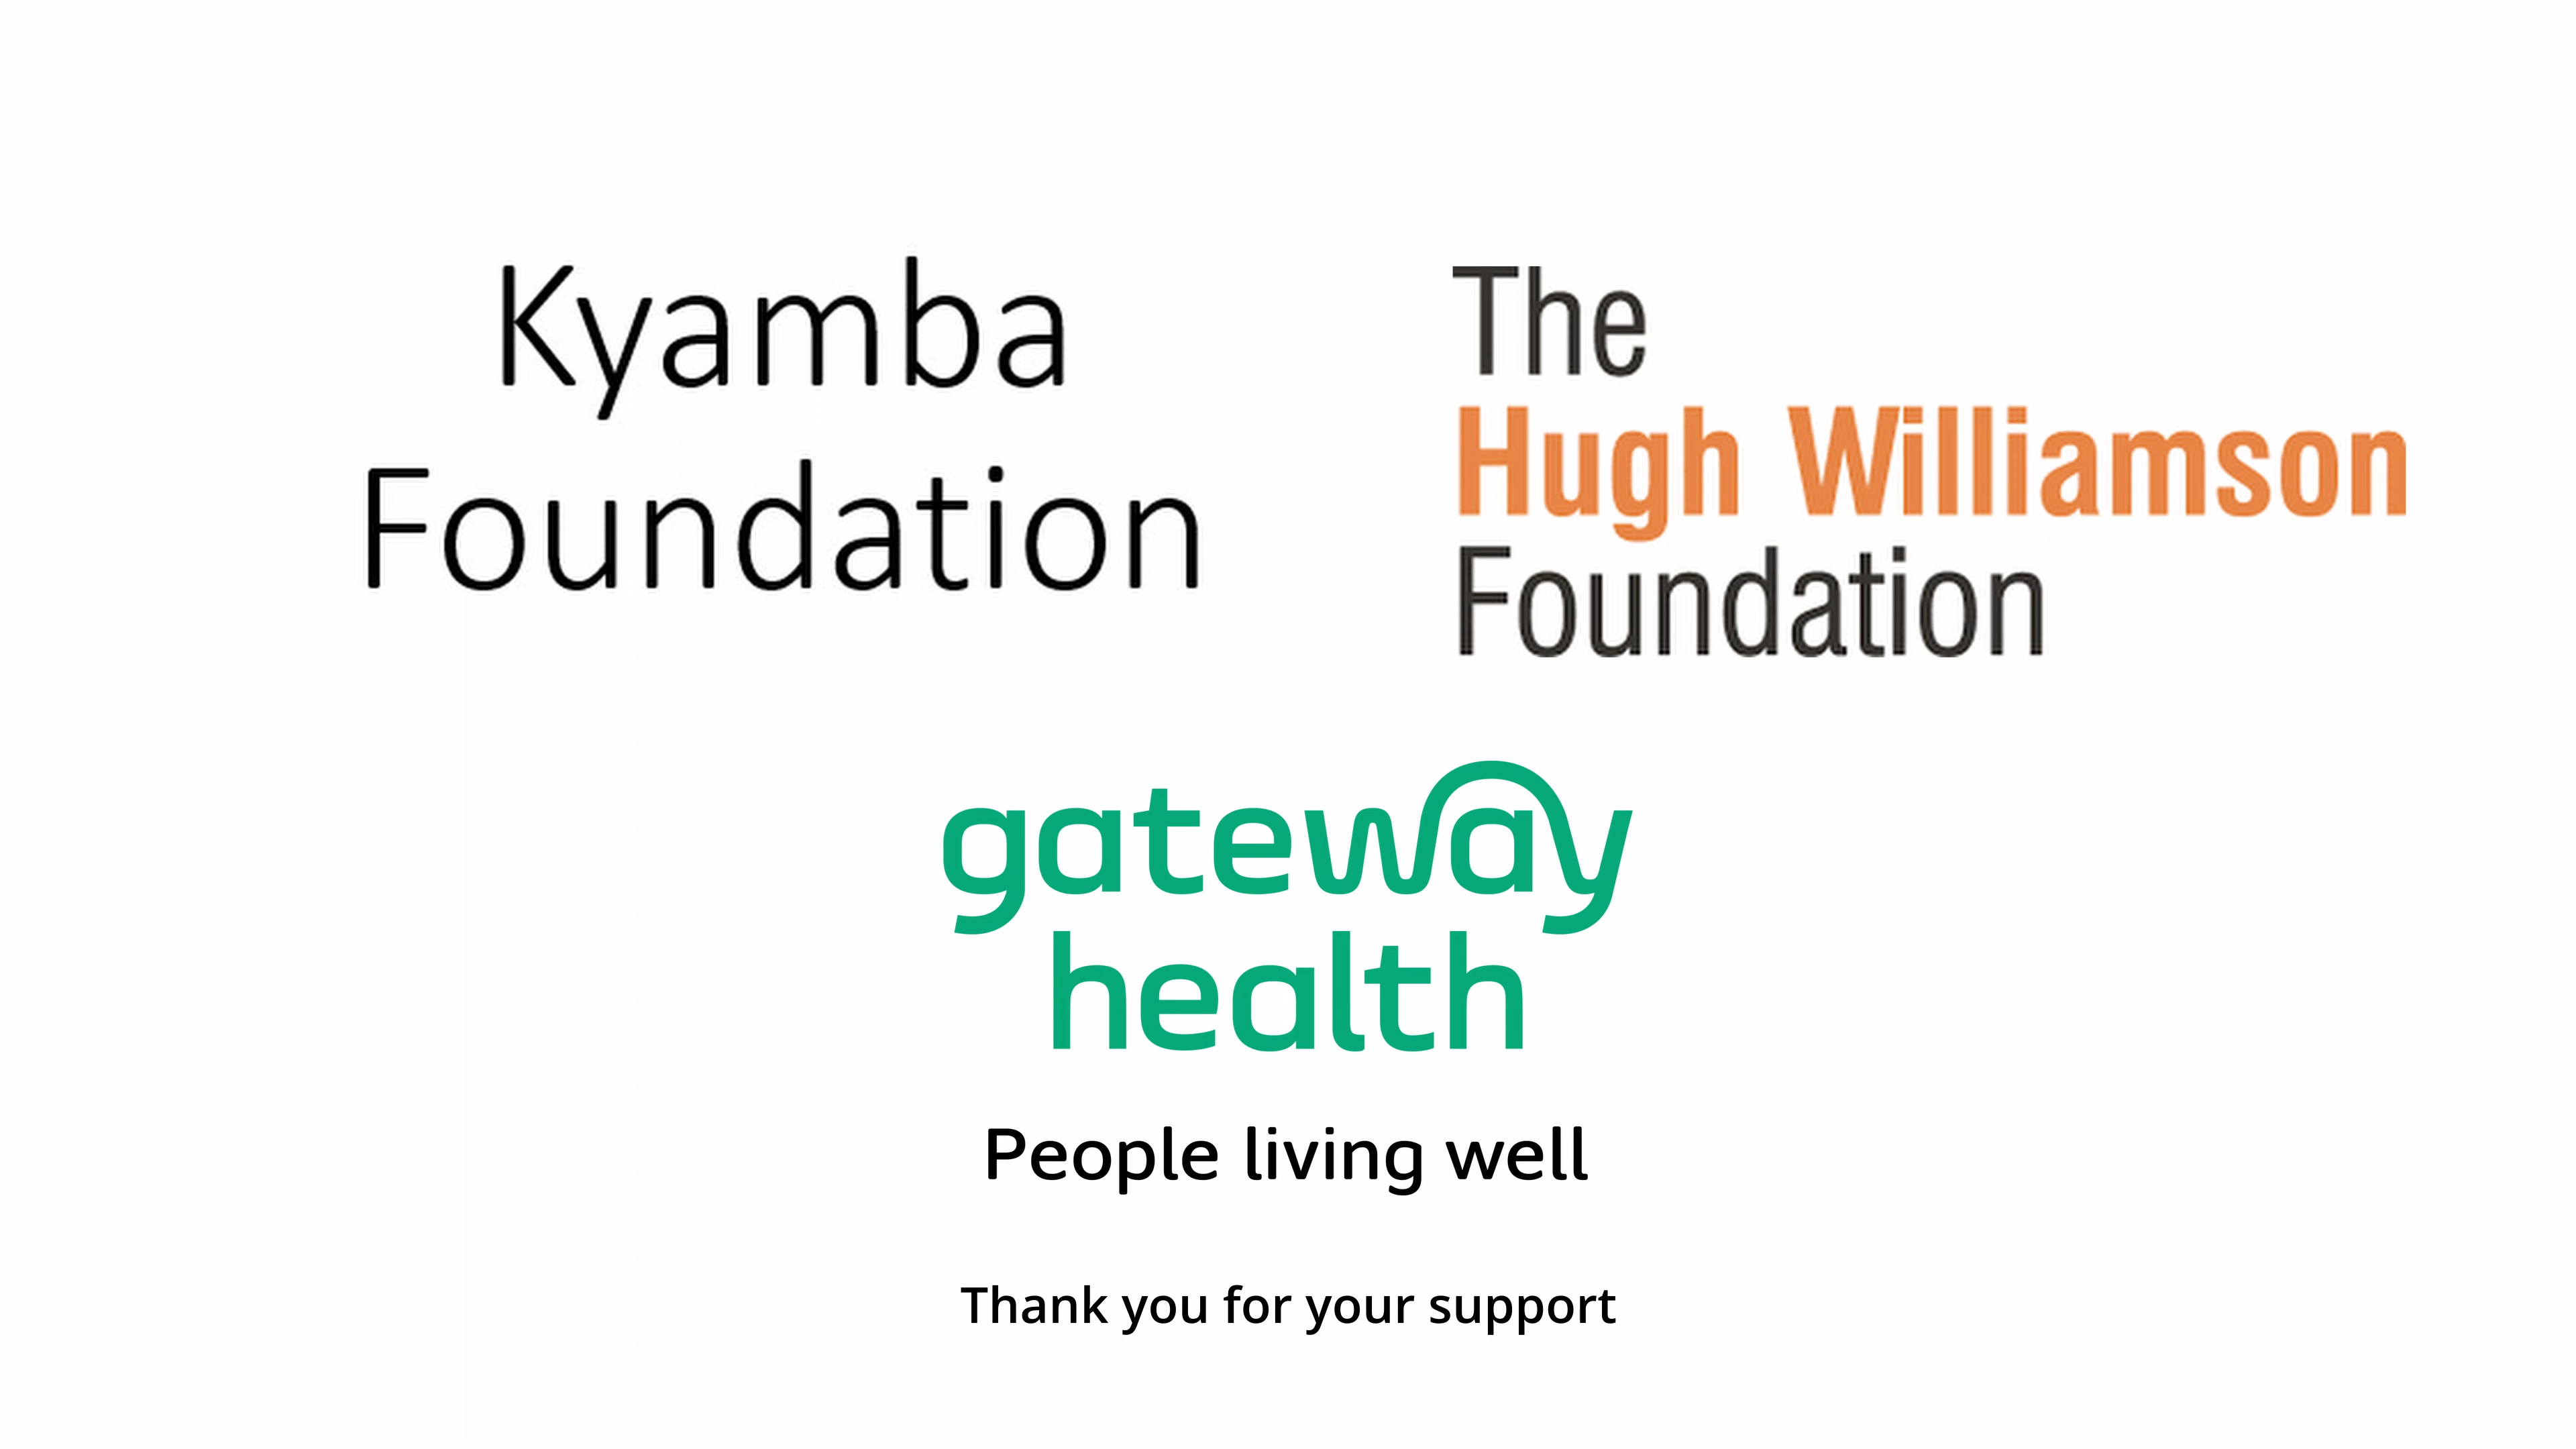 Kyamba
Foundation
The
Hugh Williamson
Foundation
gateway
health
People living well
Thank you for your support